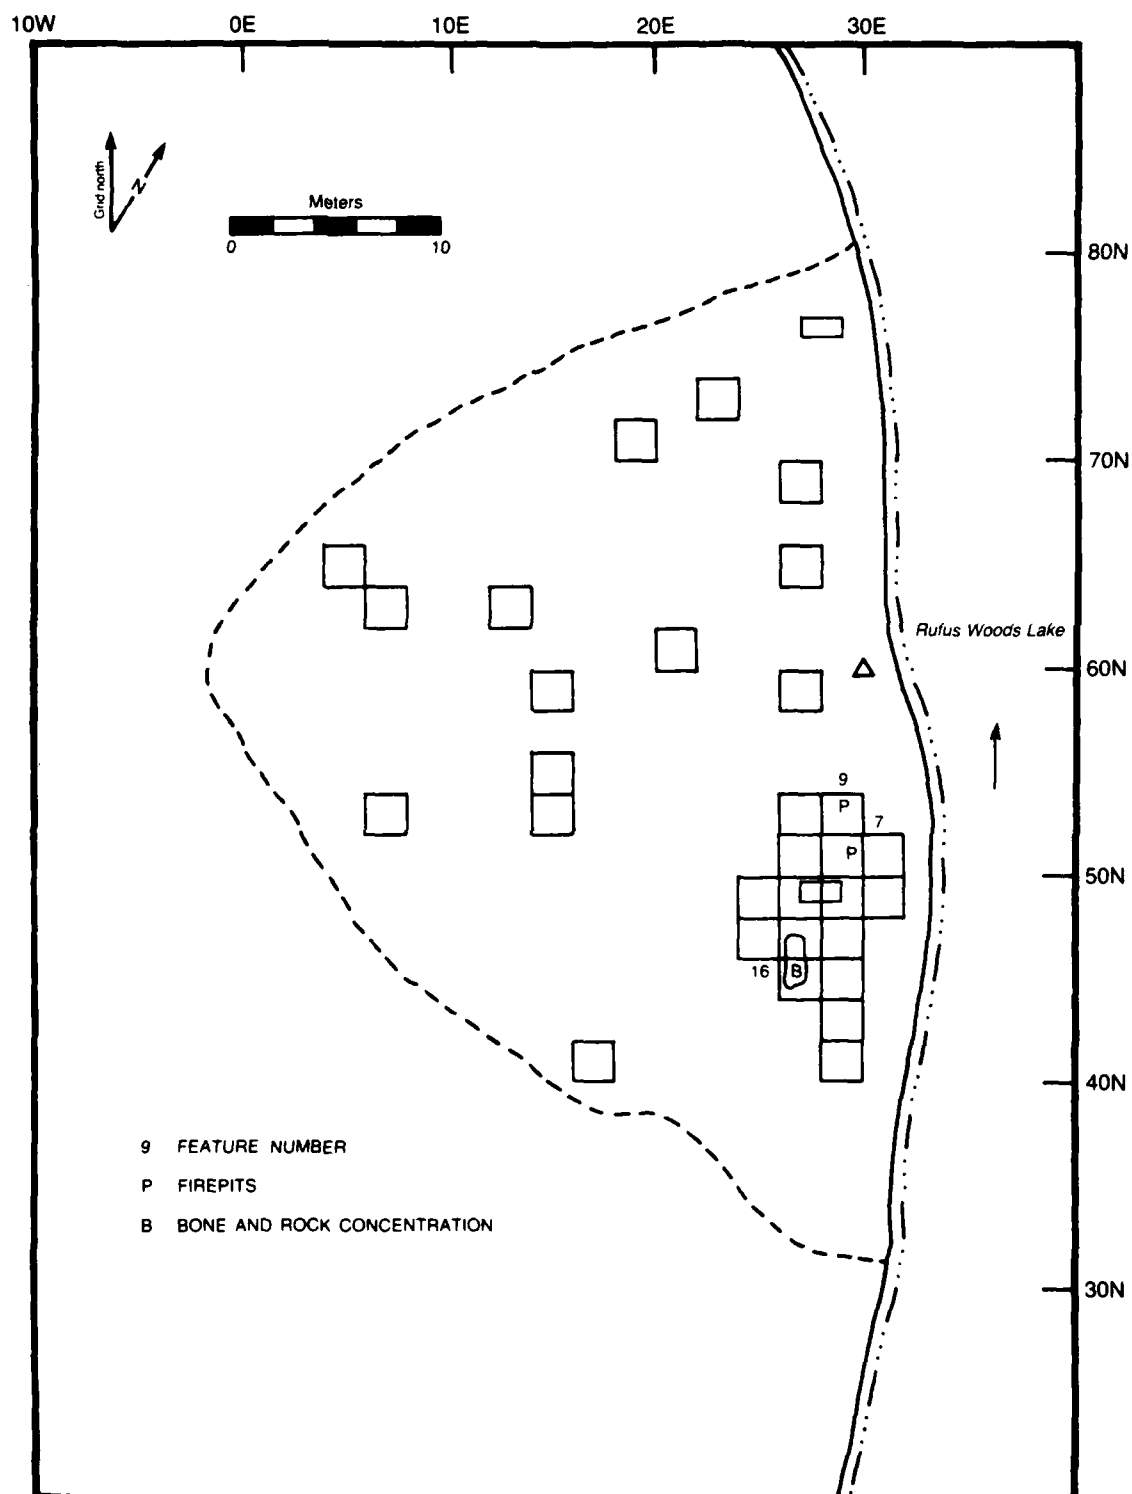 10W 0E 10E 20E 30E
Grid north
N
Meters
0 10
80N
70N
Rufus Woods Lake
60N
9
P
7
P
50N
16 B
40N
9 FEATURE NUMBER
P FIREPITS
B BONE AND ROCK CONCENTRATION
30N